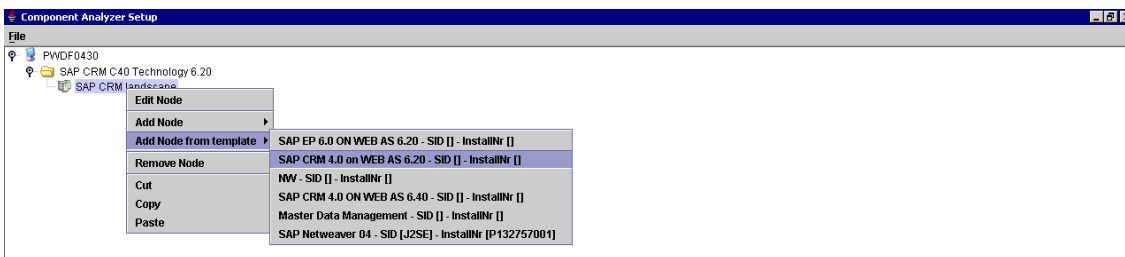 Component Analyzer Setup
File
PWDF0430
SAP CRM C40 Technology 6.20
SAP CRM landscape
Edit Node
Add Node
Add Node from template
Remove Node
Cut
Copy
Paste
SAP EP 6.0 ON WEB AS 6.20 - SID [] - InstallNr []
SAP CRM 4.0 on WEB AS 6.20 - SID [] - InstallNr []
NW - SID [] - InstallNr []
SAP CRM 4.0 ON WEB AS 6.40 - SID [] - InstallNr []
Master Data Management - SID [] - InstallNr []
SAP Netweaver 04 - SID [J2SE] - InstallNr [P132757001]